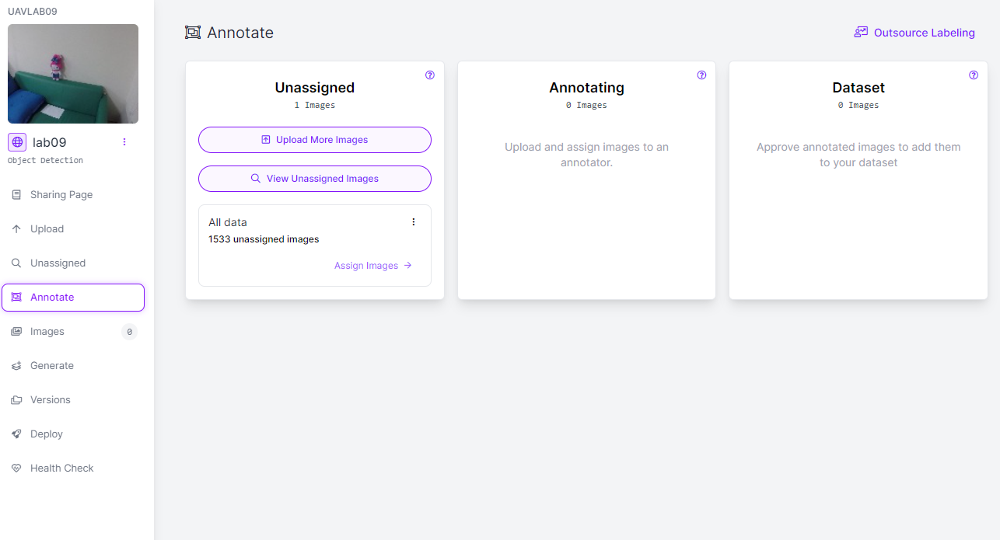 UAVLAB09
lab09
Object Detection
Sharing Page
Upload
Unassigned
Annotate
Images 0
Generate
Versions
Deploy
Health Check
Annotate
Outsource Labeling
Unassigned
1 Images
Upload More Images
View Unassigned Images
All data
1533 unassigned images
Assign Images →
Annotating
0 Images
Upload and assign images to an
annotator.
Dataset
0 Images
Approve annotated images to add them
to your dataset